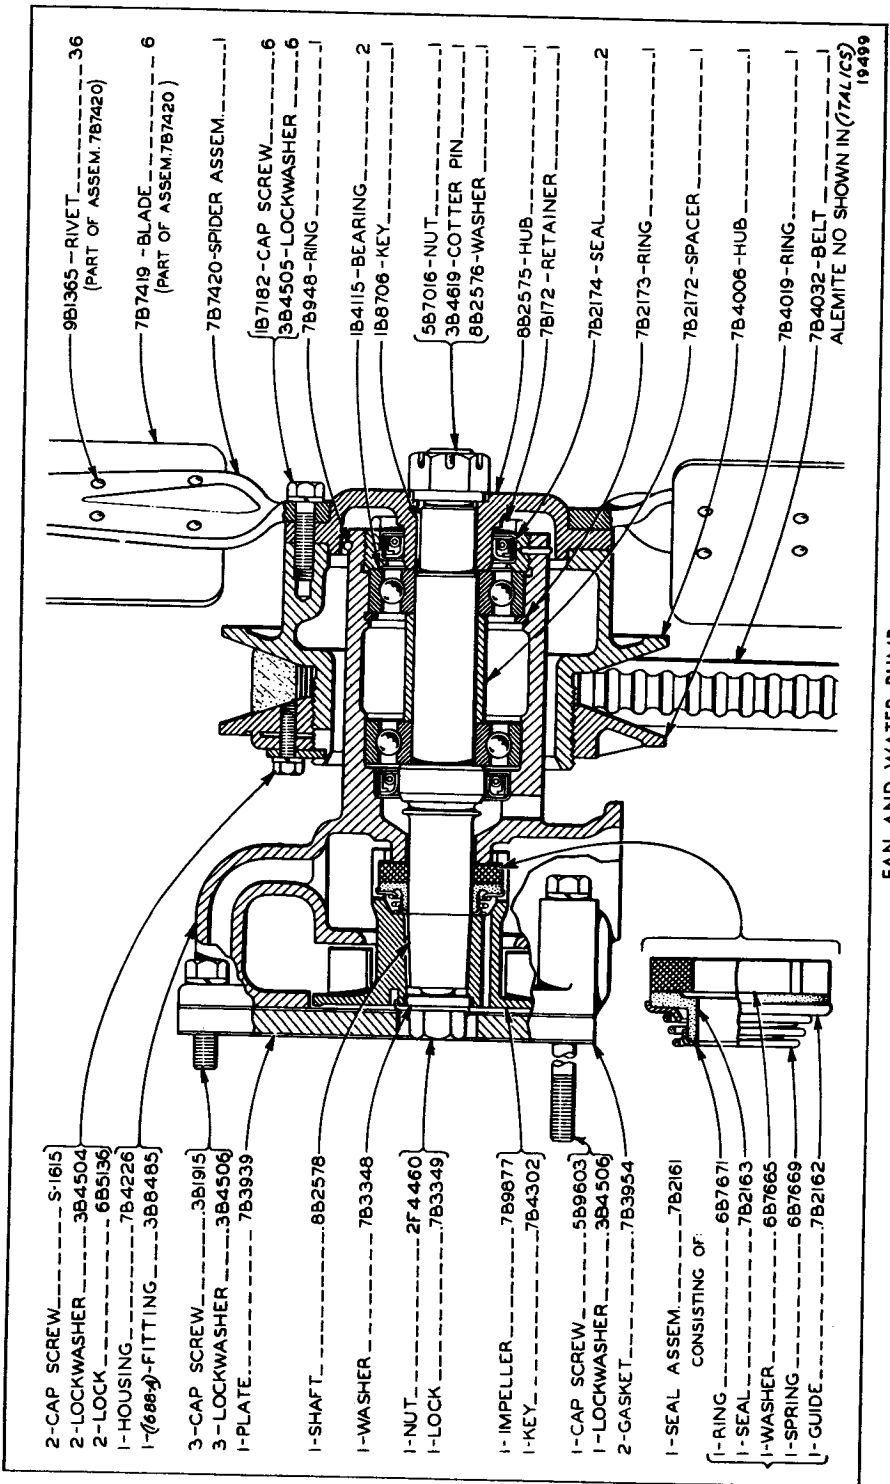 9B1365-RIVET 36
(PART OF ASSEM.7B7420)
7B7419-BLADE 6
(PART OF ASSEM.7B7420)
7B7420-SPIDER ASSEM. 1
1B7182-CAP SCREW 6
3B4505-LOCKWASHER 6
7B948-RING 1
1B4115-BEARING 2
1B8706-KEY 1
5B7016-NUT 1
3B4619-COTTER PIN 1
8B2576-WASHER 1
8B2575-HUB 1
7B172-RETAINER 1
7B2174-SEAL 2
7B2173-RING 1
7B2172-SPACER 1
7B4006-HUB 1
7B4019-RING 1
7B4032-BELT 1
ALEMITE NO SHOWN IN (ITALICS)
19499
2-CAP SCREW S-1615
2-LOCKWASHER 3B4504
2-LOCK 6B5136
1-HOUSING 7B4226
1-(1688-A)-FITTING 3B8485
3-CAP SCREW 3B1915
3-LOCKWASHER 3B4506
1-PLATE 7B3939
1-SHAFT 8B2578
1-WASHER 7B3348
1-NUT 2F4460
1-LOCK 7B3349
1-IMPELLER 7B9877
1-KEY 7B4302
1-CAP SCREW 5B9603
1-LOCKWASHER 3B4506
2-GASKET 7B3954
1-SEAL ASSEM. 7B2161
CONSISTING OF:
1-RING 6B7671
1-SEAL 7B2163
1-WASHER 6B7665
1-SPRING 6B7669
1-GUIDE 7B2162
FAN AND WATER PUMP